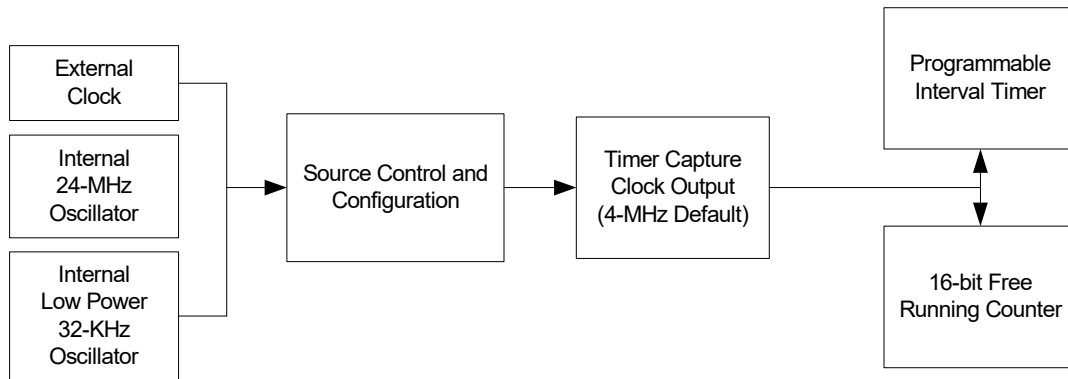 External
Clock
Internal
24-MHz
Oscillator
Internal
Low Power
32-KHz
Oscillator
Source Control and
Configuration
Timer Capture
Clock Output
(4-MHz Default)
Programmable
Interval Timer
16-bit Free
Running Counter